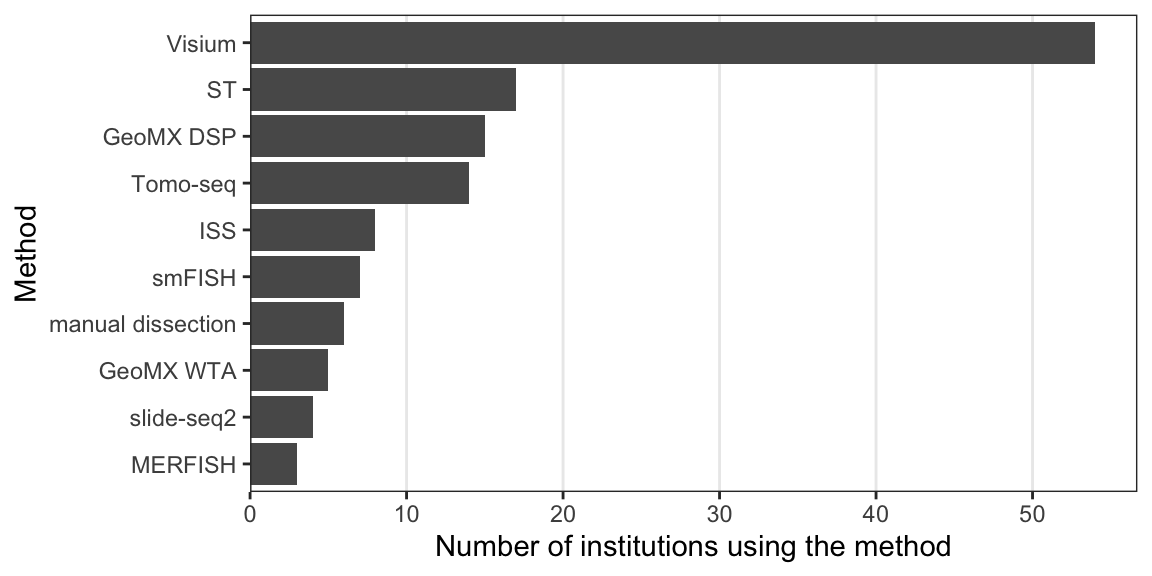 Method
Visium
ST
GeoMX DSP
Tomo-seq
ISS
smFISH
manual dissection
GeoMX WTA
slide-seq2
MERFISH
0 10 20 30 40 50
Number of institutions using the method